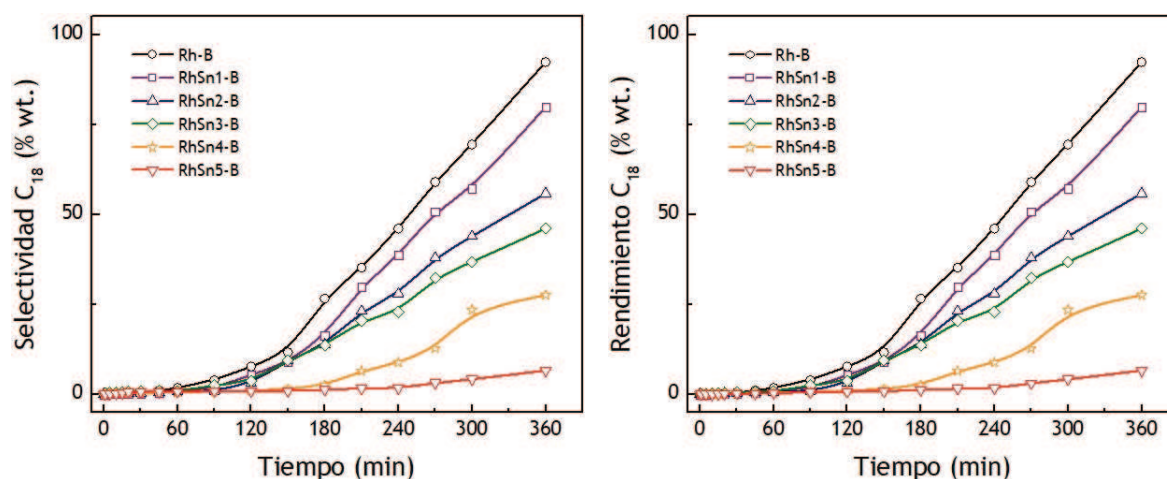 100
50
0
Selectividad C₁₈ (% wt.)
Rh-B
RhSn1-B
RhSn2-B
RhSn3-B
RhSn4-B
RhSn5-B
0 60 120 180 240 300 360
Tiempo (min)
100
50
0
Rendimiento C₁₈ (% wt.)
Rh-B
RhSn1-B
RhSn2-B
RhSn3-B
RhSn4-B
RhSn5-B
0 60 120 180 240 300 360
Tiempo (min)